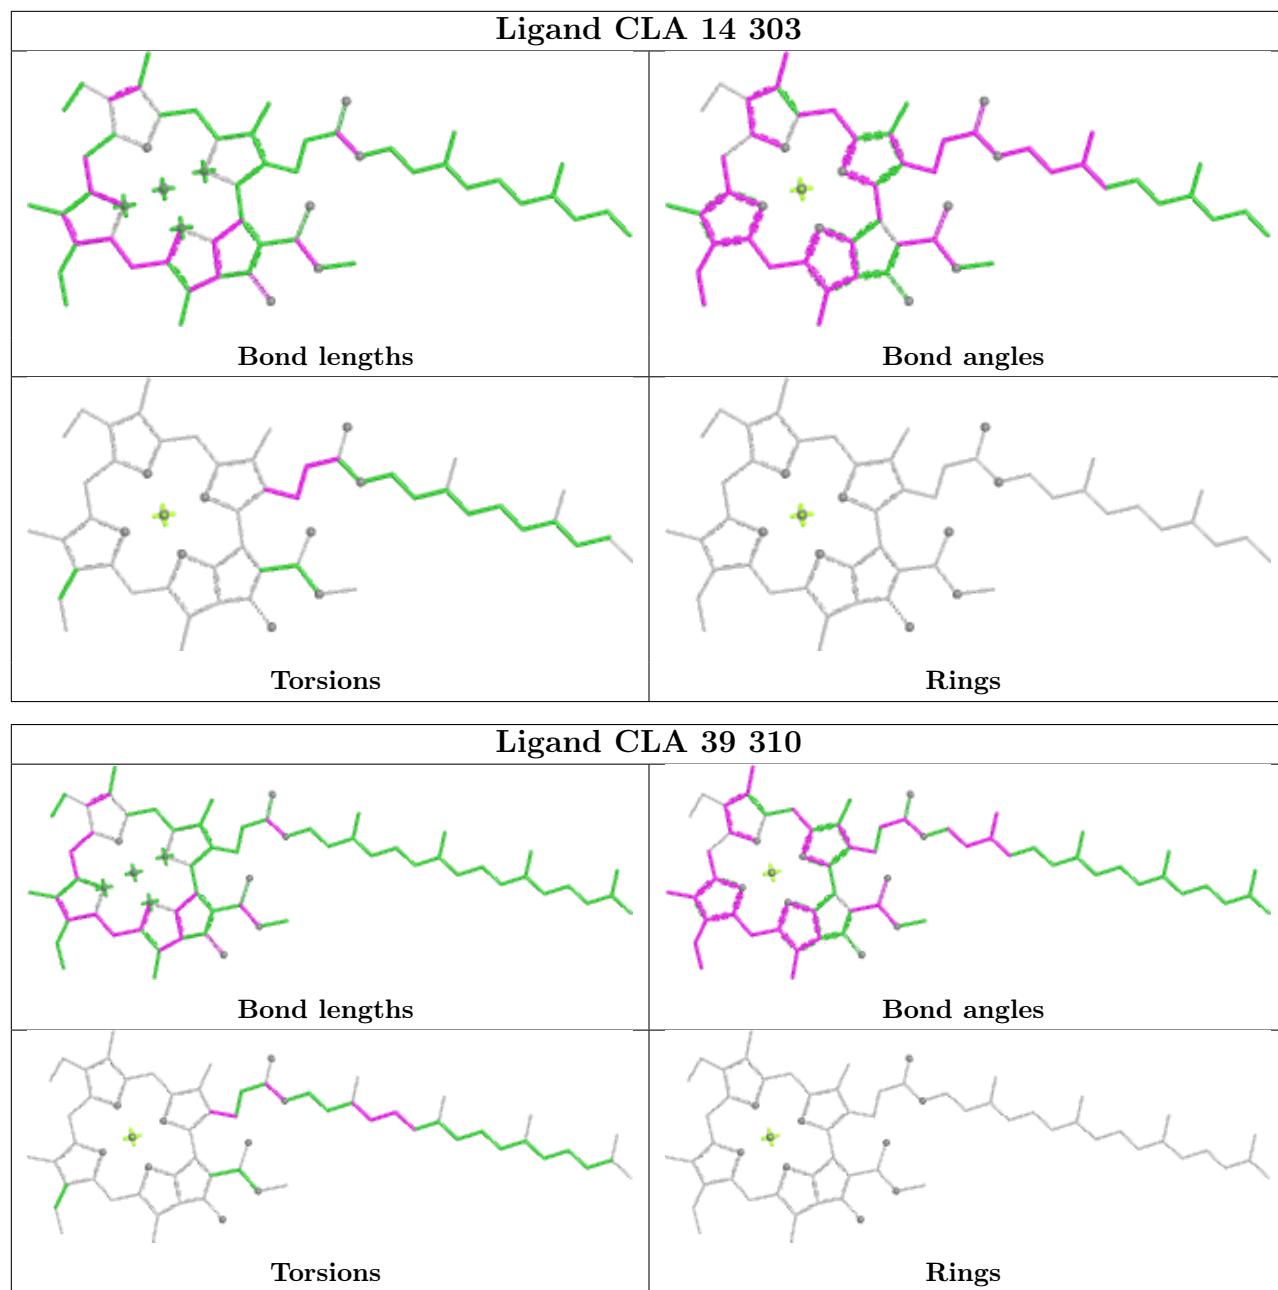 Ligand CLA 14 303
Bond lengths
Bond angles
Torsions
Rings
Ligand CLA 39 310
Bond lengths
Bond angles
Torsions
Rings